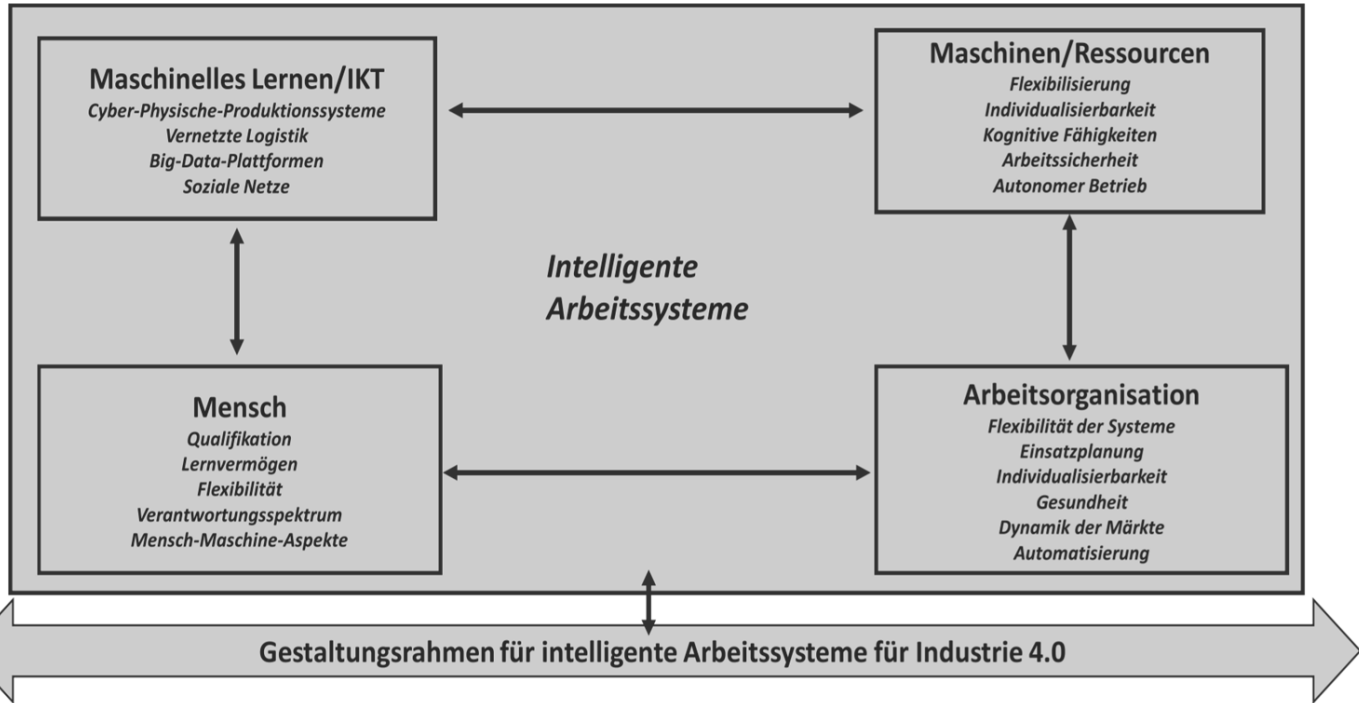 Maschinelles Lernen/IKT
Cyber-Physische-Produktionssysteme
Vernetzte Logistik
Big-Data-Plattformen
Soziale Netze
Maschinen/Ressourcen
Flexibilisierung
Individualisierbarkeit
Kognitive Fähigkeiten
Arbeitssicherheit
Autonomer Betrieb
Intelligente
Arbeitssysteme
Mensch
Qualifikation
Lernvermögen
Flexibilität
Verantwortungsspektrum
Mensch-Maschine-Aspekte
Arbeitsorganisation
Flexibilität der Systeme
Einsatzplanung
Individualisierbarkeit
Gesundheit
Dynamik der Märkte
Automatisierung
Gestaltungsrahmen für intelligente Arbeitssysteme für Industrie 4.0